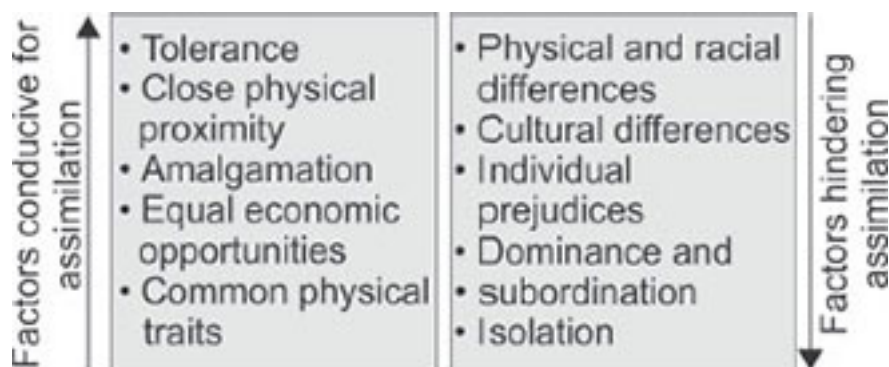 Factors conducive for
assimilation
• Tolerance
• Close physical
proximity
• Amalgamation
• Equal economic
opportunities
• Common physical
traits
• Physical and racial
differences
• Cultural differences
• Individual
prejudices
• Dominance and
• subordination
• Isolation
Factors hindering
assimilation